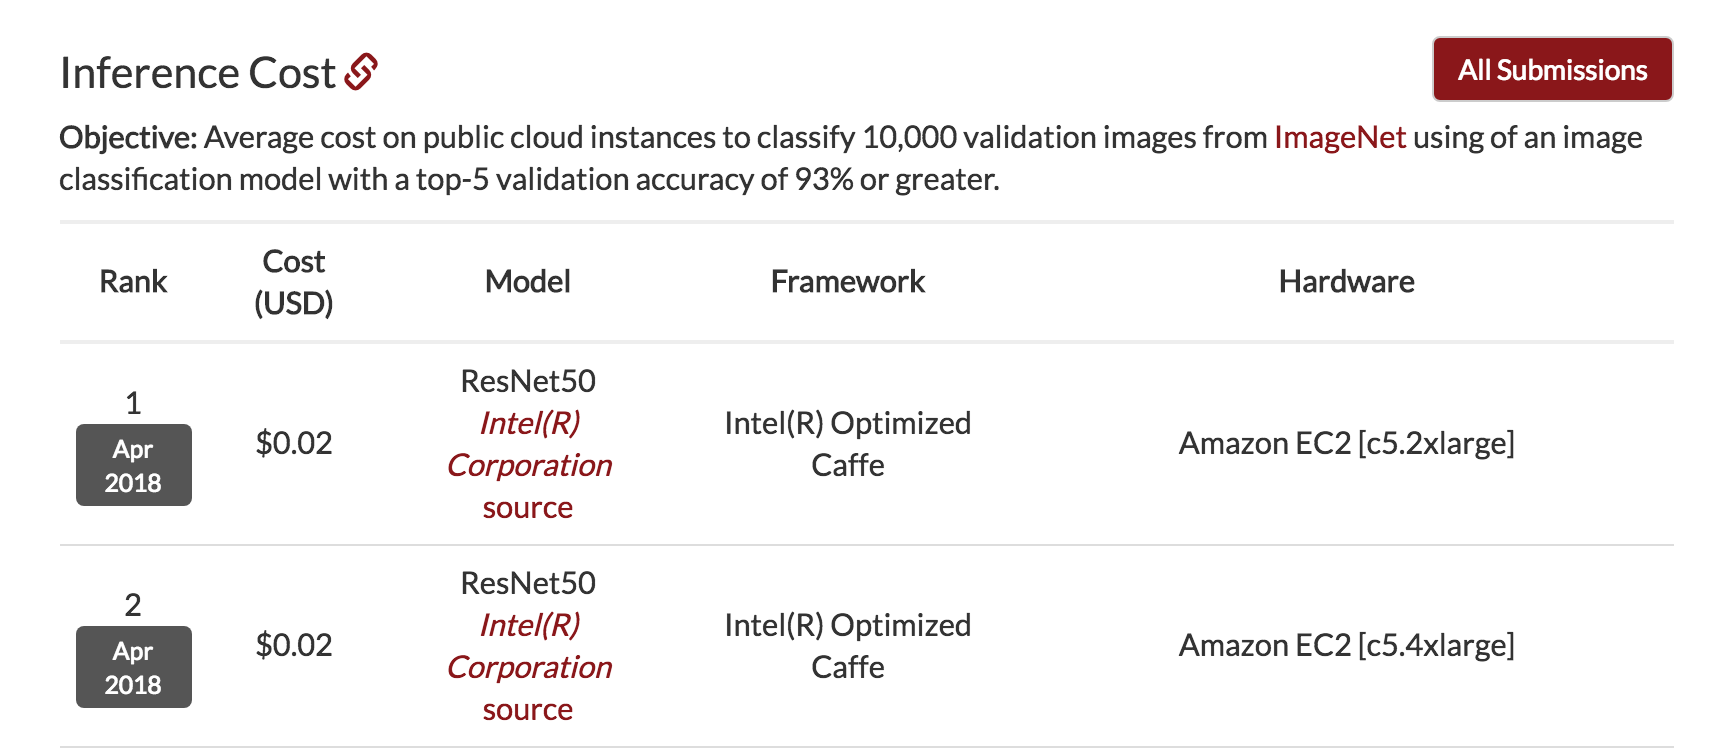 Inference Cost
All Submissions
Objective: Average cost on public cloud instances to classify 10,000 validation images from ImageNet using of an image
classification model with a top-5 validation accuracy of 93% or greater.
Rank
Cost
(USD)
Model
Framework
Hardware
1
Apr
2018
$0.02
ResNet50
Intel(R)
Corporation
source
Intel(R) Optimized
Caffe
Amazon EC2 [c5.2xlarge]
2
Apr
2018
$0.02
ResNet50
Intel(R)
Corporation
source
Intel(R) Optimized
Caffe
Amazon EC2 [c5.4xlarge]